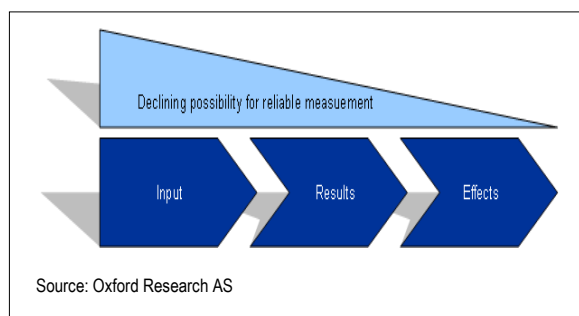 Declining possibility for reliable measuement
Input
Results
Effects
Source: Oxford Research AS